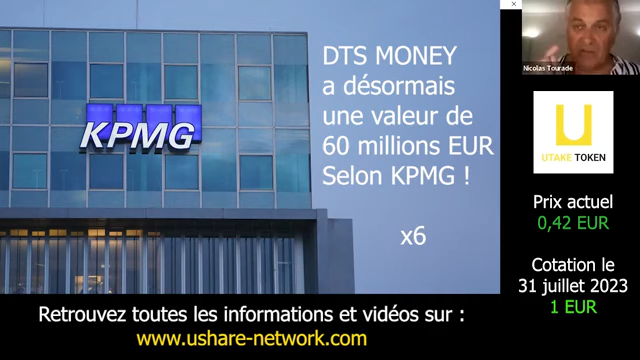 DTS MONEY
a désormais
une valeur de
60 millions EUR
Selon KPMG !
x6
KPMG
Nicolas Tourade
UTAKE TOKEN
Prix actuel
0,42 EUR
Cotation le
31 juillet 2023
1 EUR
Retrouvez toutes les informations et vidéos sur :
www.ushare-network.com